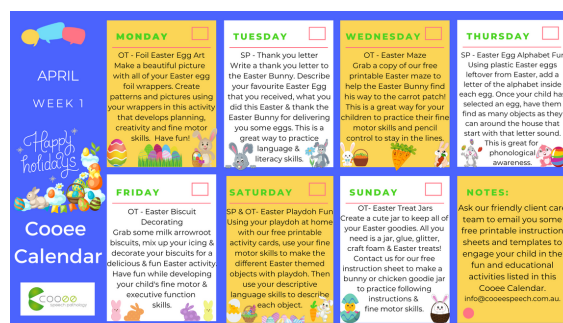 APRIL
WEEK 1
Happy
holidays
Cooee
Calendar
Cooee
speech pathology
MONDAY
OT - Foil Easter Egg Art
Make a beautiful picture
with all of your Easter egg
foil wrappers. Create
patterns and pictures using
your wrappers in this activity
that develops planning,
creativity and fine motor
skills. Have fun!
TUESDAY
SP - Thank you letter
Write a thank you letter to
the Easter Bunny. Describe
your favourite Easter Egg
that you received, what you
did this Easter & thank the
Easter Bunny for delivering
you some eggs. This is a
great way to practice
language &
literacy skills.
WEDNESDAY
OT - Easter Maze
Grab a copy of our free
printable Easter maze to
help the Easter Bunny find
his way to the carrot patch!
This is a great way for your
children to practice their fine
motor skills and pencil
control to stay in the lines.
THURSDAY
SP - Easter Egg Alphabet Fun
Using plastic Easter eggs
leftover from Easter, add a
letter of the alphabet inside
each egg. Once your child has
selected an egg, have them
find as many objects as they
can around the house that
start with that letter sound.
This is great for
phonological
awareness.
FRIDAY
OT - Easter Biscuit
Decorating
Grab some milk arrowroot
biscuits, mix up your icing &
decorate your biscuits for a
delicious & fun Easter activity.
Have fun while developing
your child's fine motor &
executive function
skills.
SATURDAY
SP & OT- Easter Playdoh Fun
Using your playdoh at home
with our free printable
activity cards, use your fine
motor skills to make the
different Easter themed
objects with playdoh. Then
use your descriptive
language skills to describe
each object.
SUNDAY
OT- Easter Treat Jars
Create a cute jar to keep all of
your Easter goodies. All you
need is a jar, glue, glitter,
craft foam & Easter treats!
Contact us for our free
instruction sheet to make a
bunny or chicken goodie jar
to practice following
instructions &
fine motor skills.
NOTES:
Ask our friendly client care
team to email you some
free printable instruction
sheets and templates to
engage your child in the
fun and educational
activities listed in this
Cooee Calendar.
info@cooeespeech.com.au.